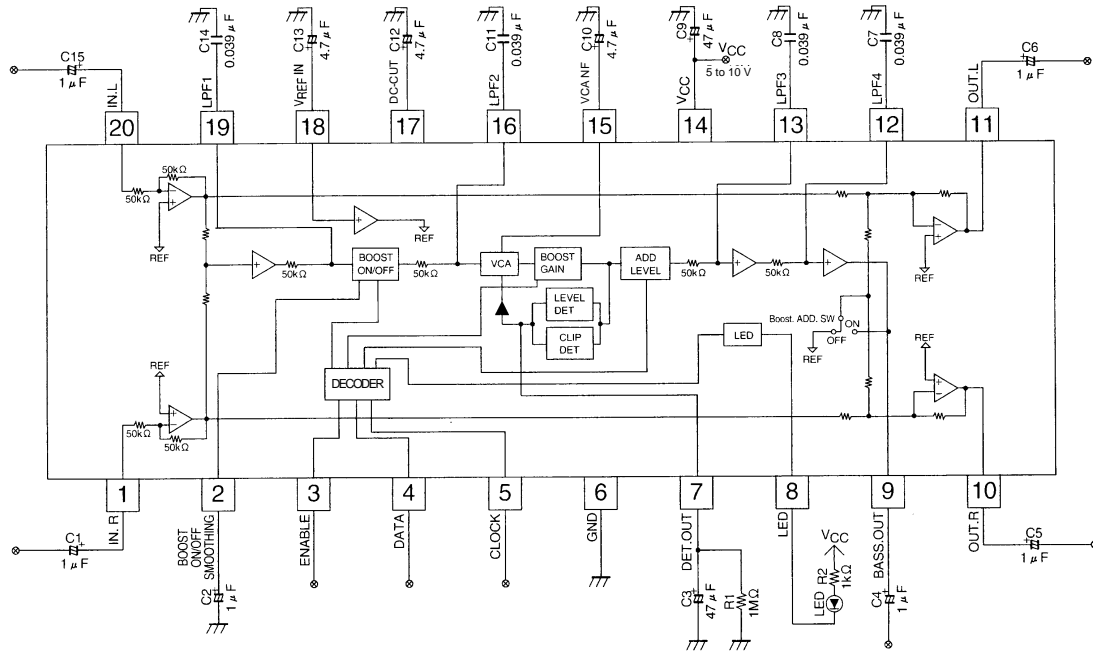 C15
1 μF
IN.L
20
C14
0.039 μF
LPF1
19
C13
4.7 μF
VREF IN
18
C12
4.7 μF
DC-CUT
17
C11
0.039 μF
LPF2
16
C10
4.7 μF
VCA NF
15
C9
47 μF
VCC
5 to 10 V
VCC
14
C8
0.039 μF
LPF3
13
C7
0.039 μF
LPF4
12
C6
1 μF
OUT.L
11
50kΩ
50kΩ
REF
REF
50kΩ
BOOST
ON/OFF
50kΩ
VCA
BOOST
GAIN
ADD
LEVEL
50kΩ
50kΩ
REF
LEVEL
DET
CLIP
DET
Boost. ADD. SW
ON
OFF
REF
LED
REF
DECODER
REF
50kΩ
50kΩ
1
IN. R
C1
1 μF
2
BOOST
ON/OFF
SMOOTHING
C2
1 μF
3
ENABLE
4
DATA
5
CLOCK
6
GND
7
DET.OUT
C3
47 μF
R1
1MΩ
8
LED
VCC
R2
1kΩ
LED
9
BASS.OUT
C4
1 μF
10
OUT.R
C5
1 μF